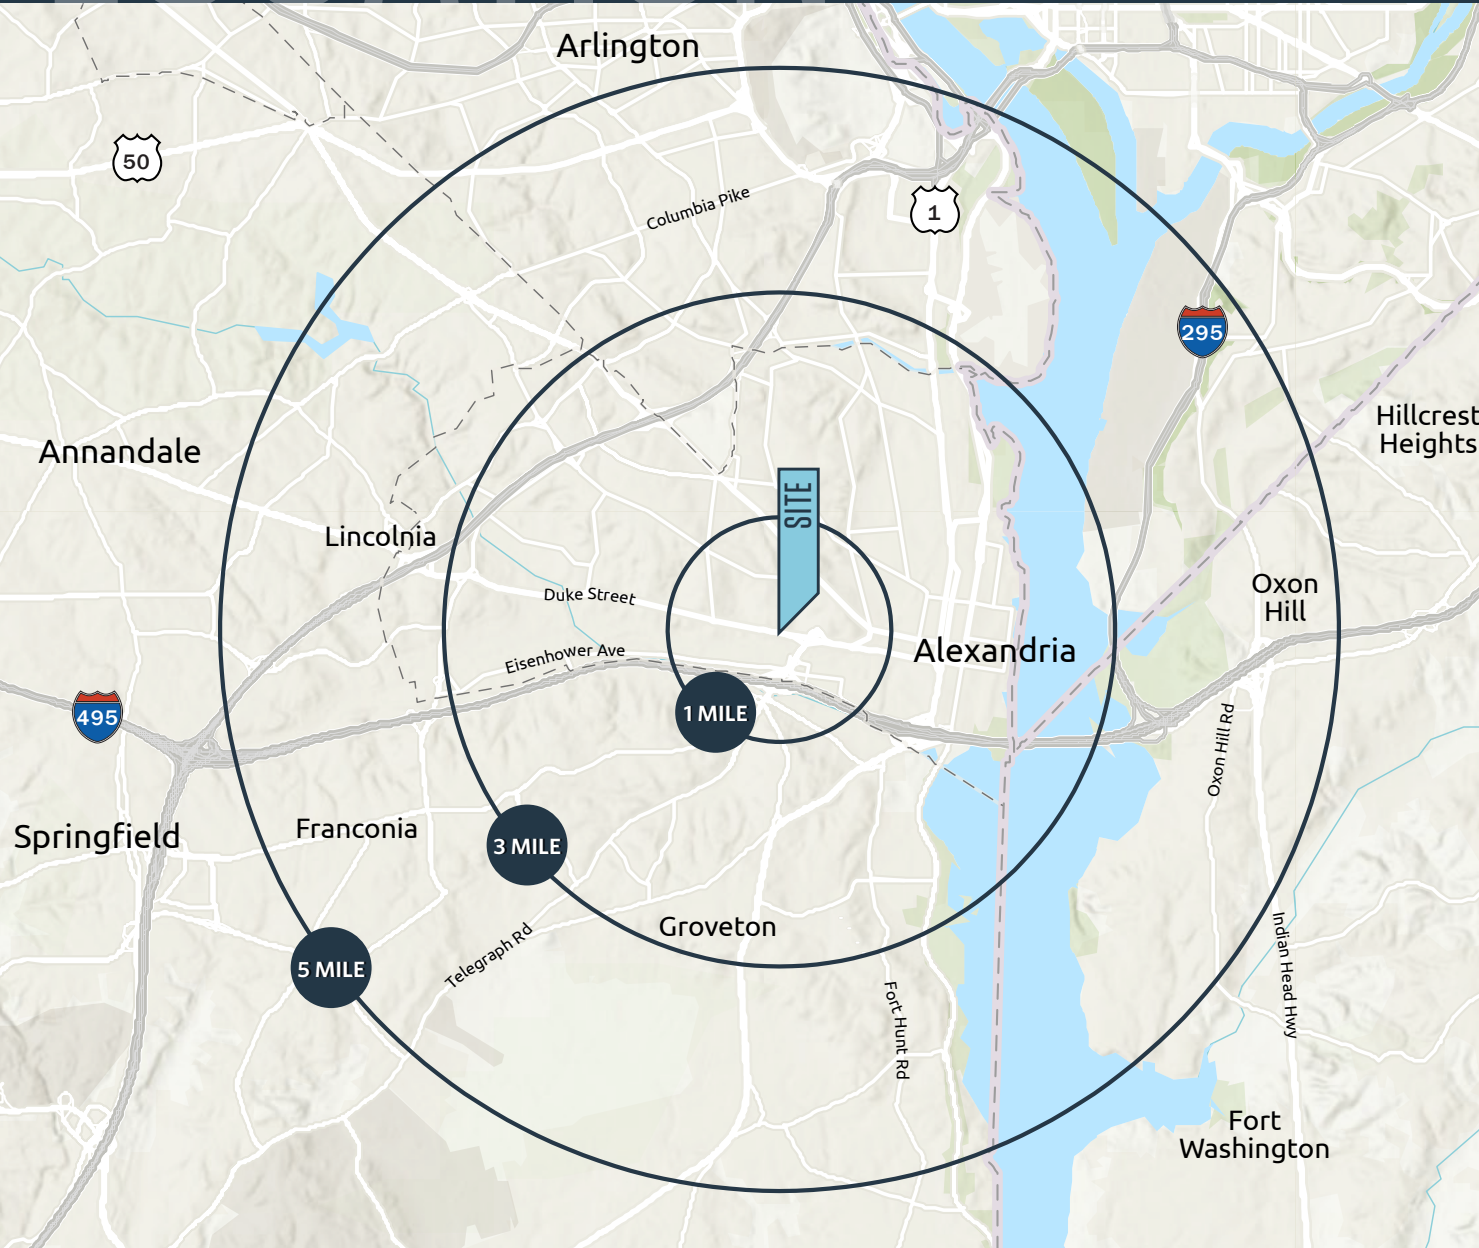 Arlington
50
Columbia Pike
1
295
Hillcrest
Heights
Annandale
SITE
Lincolnia
Duke Street
Oxon
Hill
Eisenhower Ave
Alexandria
495
1 MILE
Oxon Hill Rd
Springfield
Franconia
3 MILE
Groveton
Telegraph Rd
5 MILE
Indian Head Hwy
Fort Hunt Rd
Fort
Washington